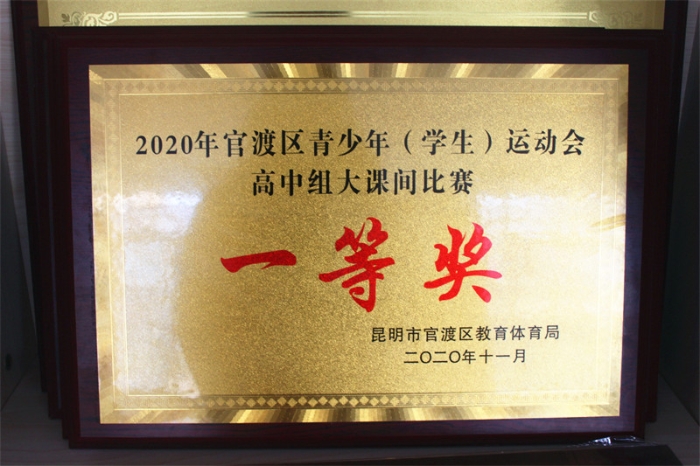 2020年官渡区青少年（学生）运动会
高中组大课间比赛
一等奖
昆明市官渡区教育体育局
二〇二〇年十一月